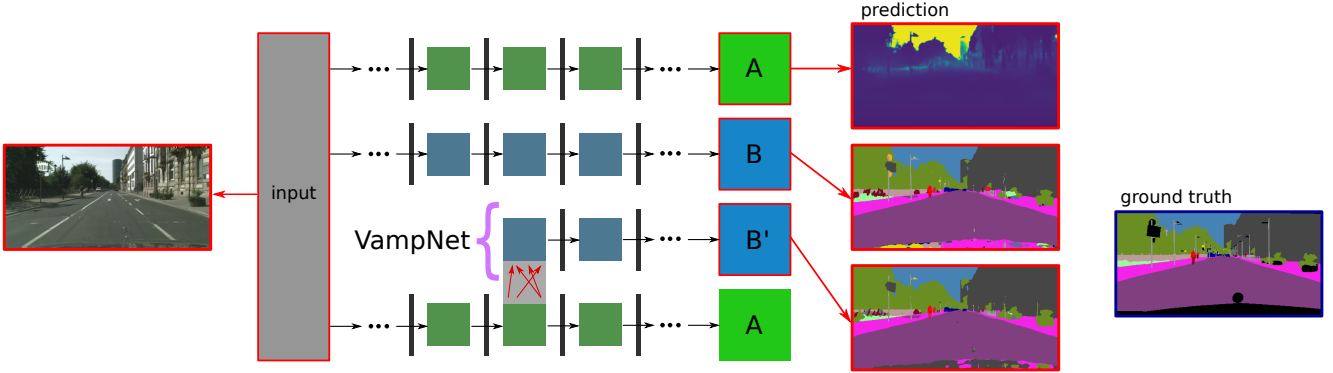 prediction
A
B
ground truth
input
VampNet
B'
A